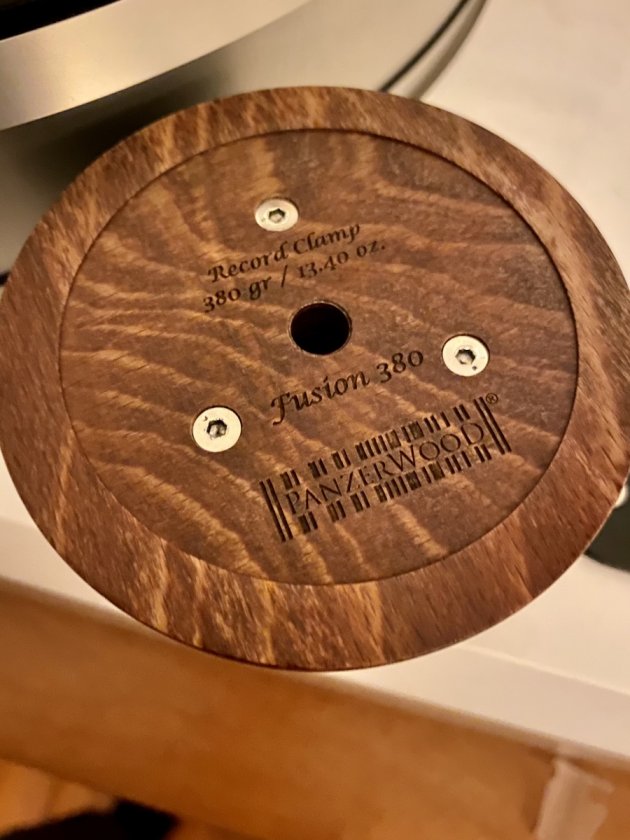 Record Clamp
380 gr / 13.40 oz.
Fusion 380
PANZERWOOD®